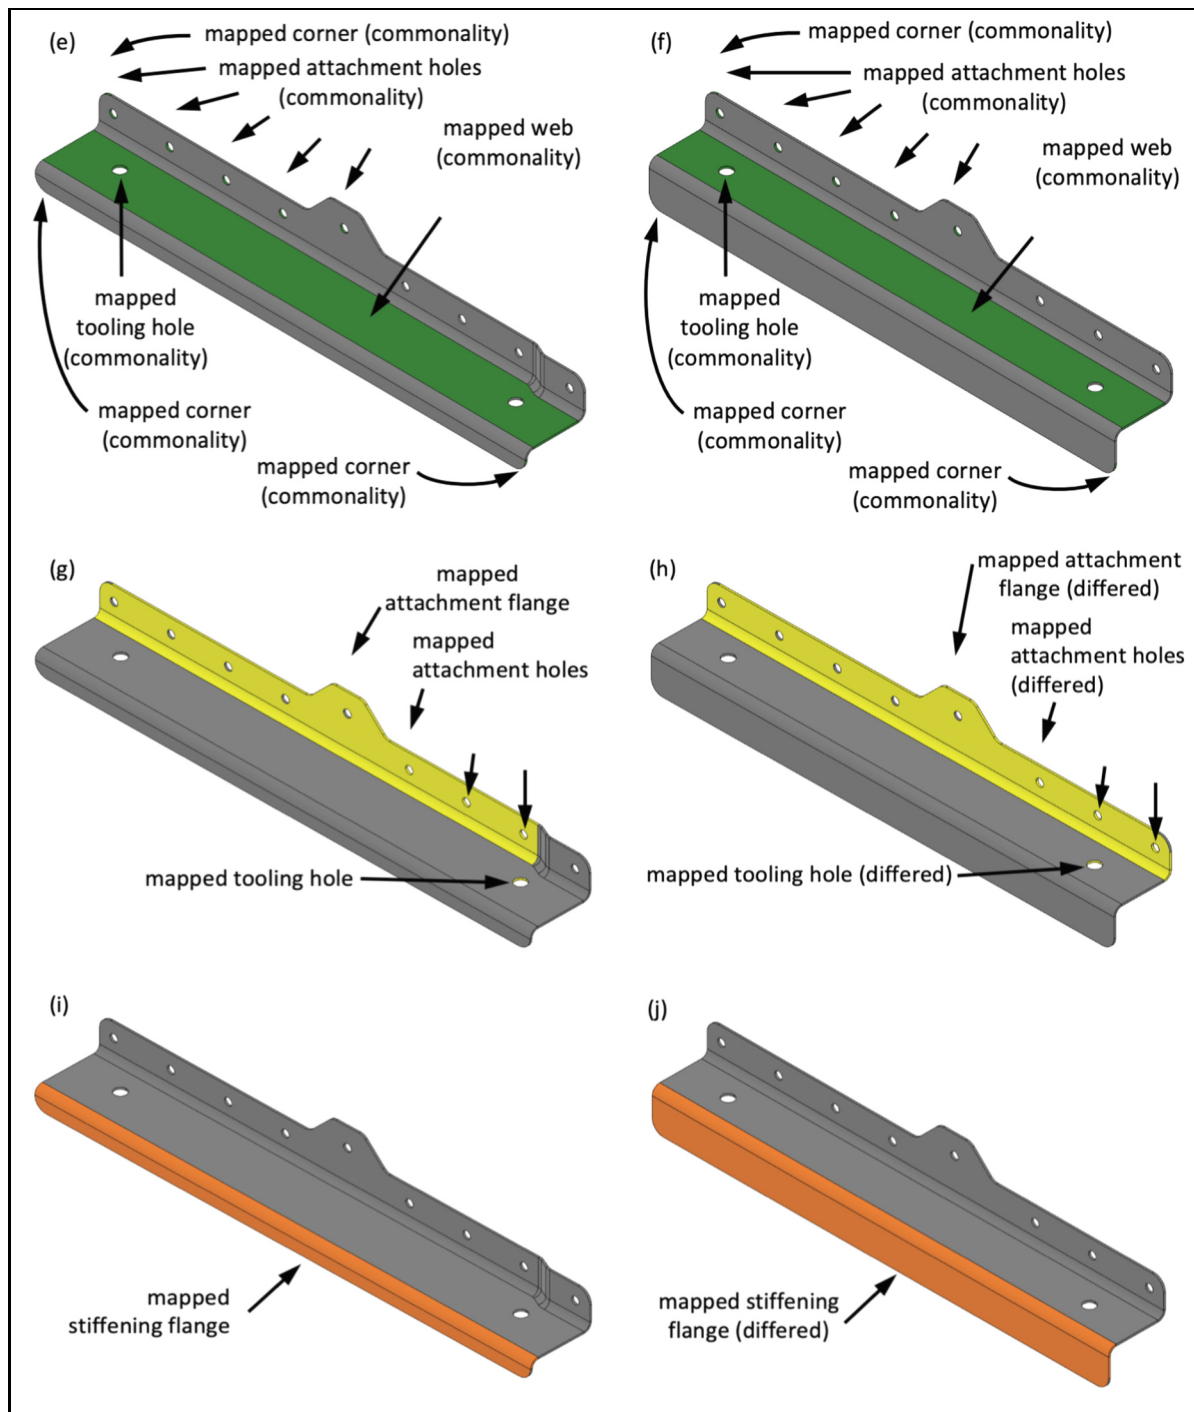 (e)
mapped corner (commonality)
mapped attachment holes
(commonality)
mapped web
(commonality)
mapped
tooling hole
(commonality)
mapped corner
(commonality)
mapped corner
(commonality)
(f)
mapped corner (commonality)
mapped attachment holes
(commonality)
mapped web
(commonality)
mapped
tooling hole
(commonality)
mapped corner
(commonality)
mapped corner
(commonality)
(g)
mapped
attachment flange
mapped
attachment holes
mapped tooling hole
(h)
mapped attachment
flange (differed)
mapped
attachment holes
(differed)
mapped tooling hole (differed)
(i)
mapped
stiffening flange
(j)
mapped stiffening
flange (differed)